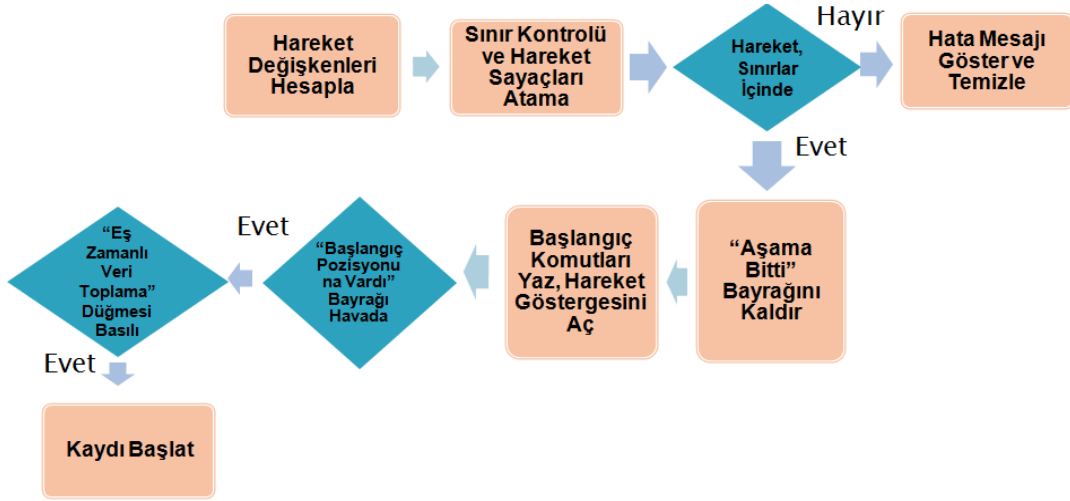 Hareket
Değişkenleri
Hesapla
Sınır Kontrolü
ve Hareket
Sayaçları
Atama
Hareket,
Sınırlar
İçinde
Hayır
Hata Mesajı
Göster ve
Temizle
Evet
“Aşama
Bitti”
Bayrağını
Kaldır
Başlangıç
Komutları
Yaz, Hareket
Göstergesini
Aç
“Başlangıç
Pozisyonu
na Vardı”
Bayrağı
Havada
Evet
“Eş
Zamanlı
Veri
Toplama”
Düğmesi
Basılı
Evet
Kaydı Başlat